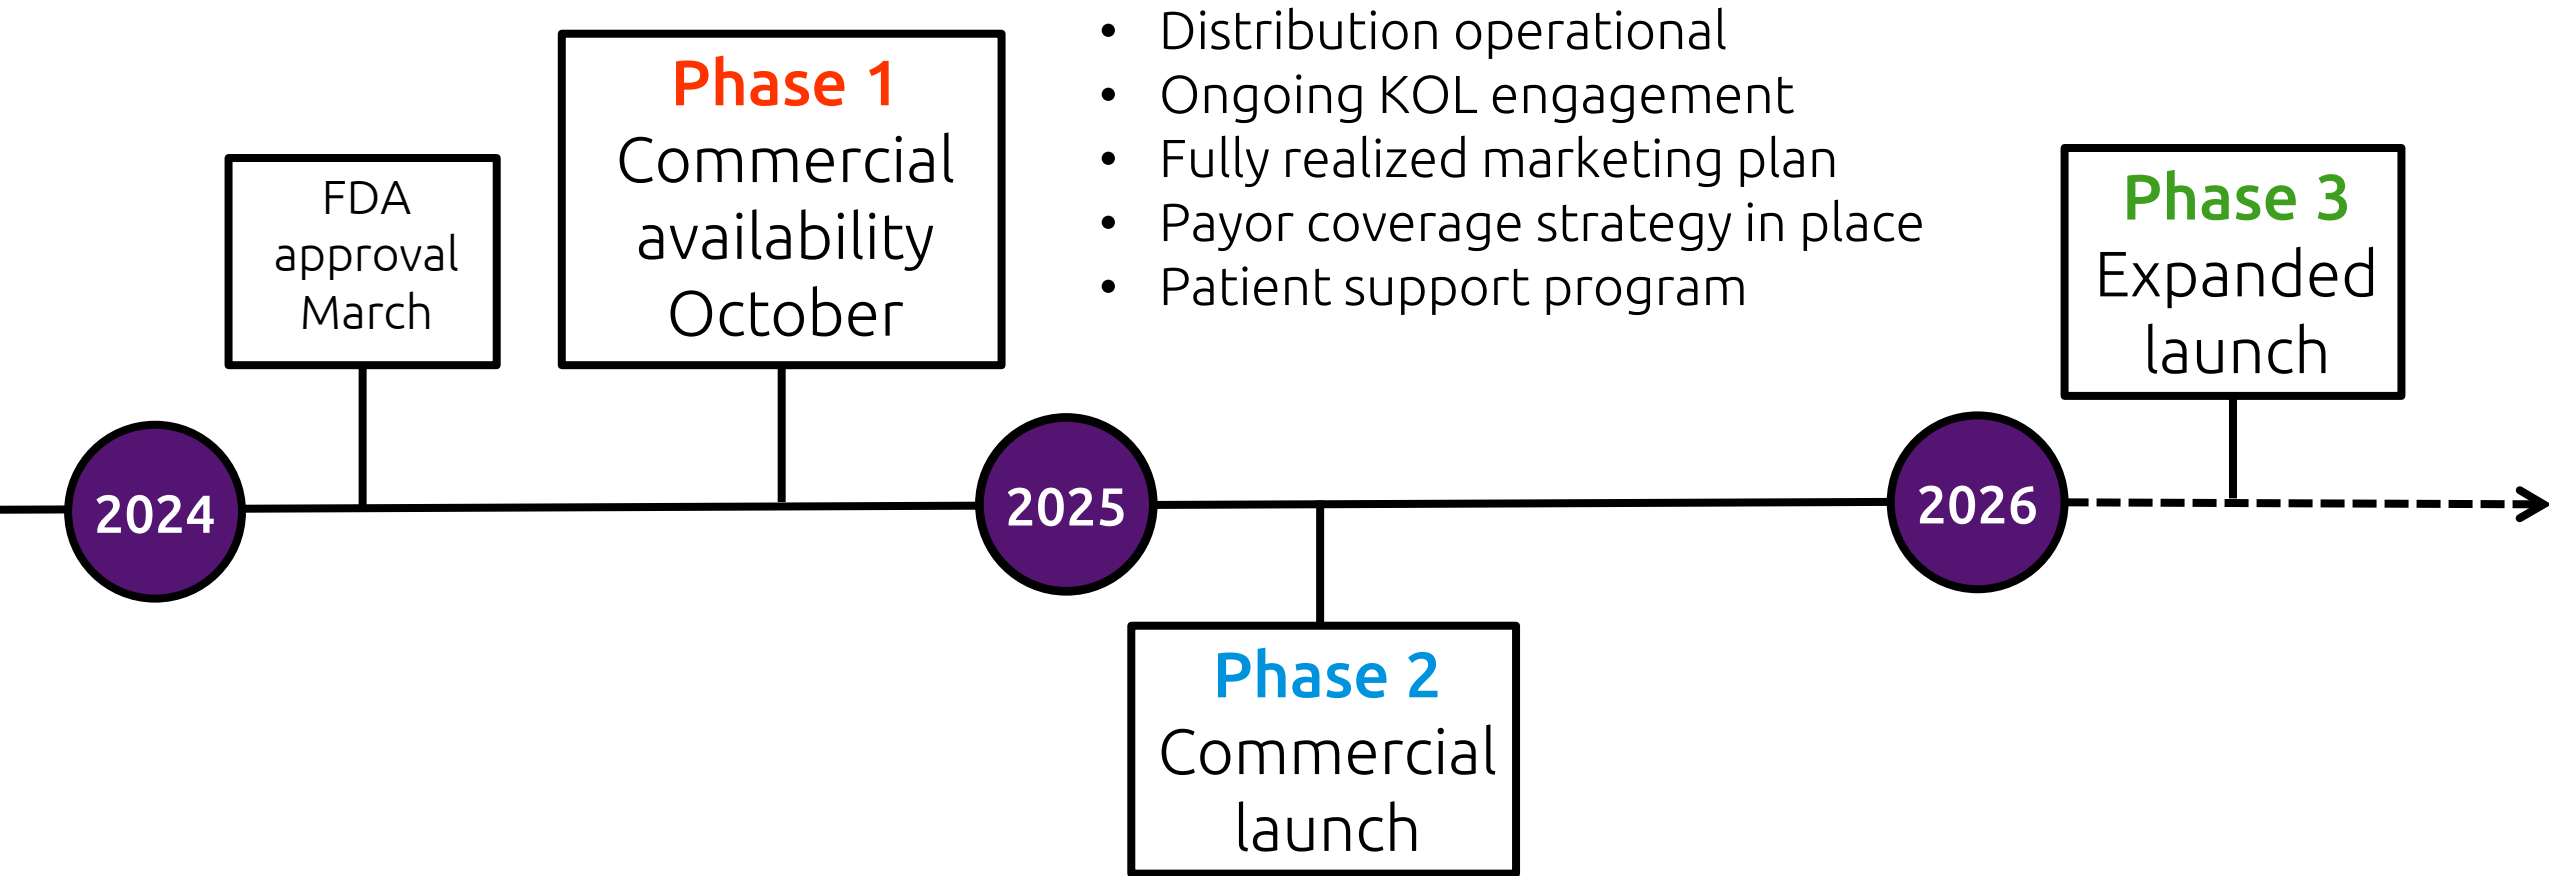 FDA
approval
March
Phase 1
Commercial
availability
October
• Distribution operational
• Ongoing KOL engagement
• Fully realized marketing plan
• Payor coverage strategy in place
• Patient support program
Phase 3
Expanded
launch
2024
2025
2026
Phase 2
Commercial
launch